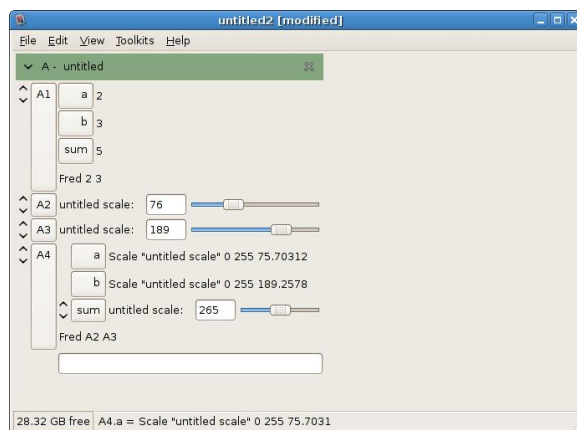 untitled2 [modified]
File Edit View Toolkits Help
A - untitled
A1 a 2
b 3
sum 5
Fred 2 3
A2 untitled scale: 76
A3 untitled scale: 189
A4 a Scale "untitled scale" 0 255 75.70312
b Scale "untitled scale" 0 255 189.2578
sum untitled scale: 265
Fred A2 A3
28.32 GB free A4.a = Scale "untitled scale" 0 255 75.7031